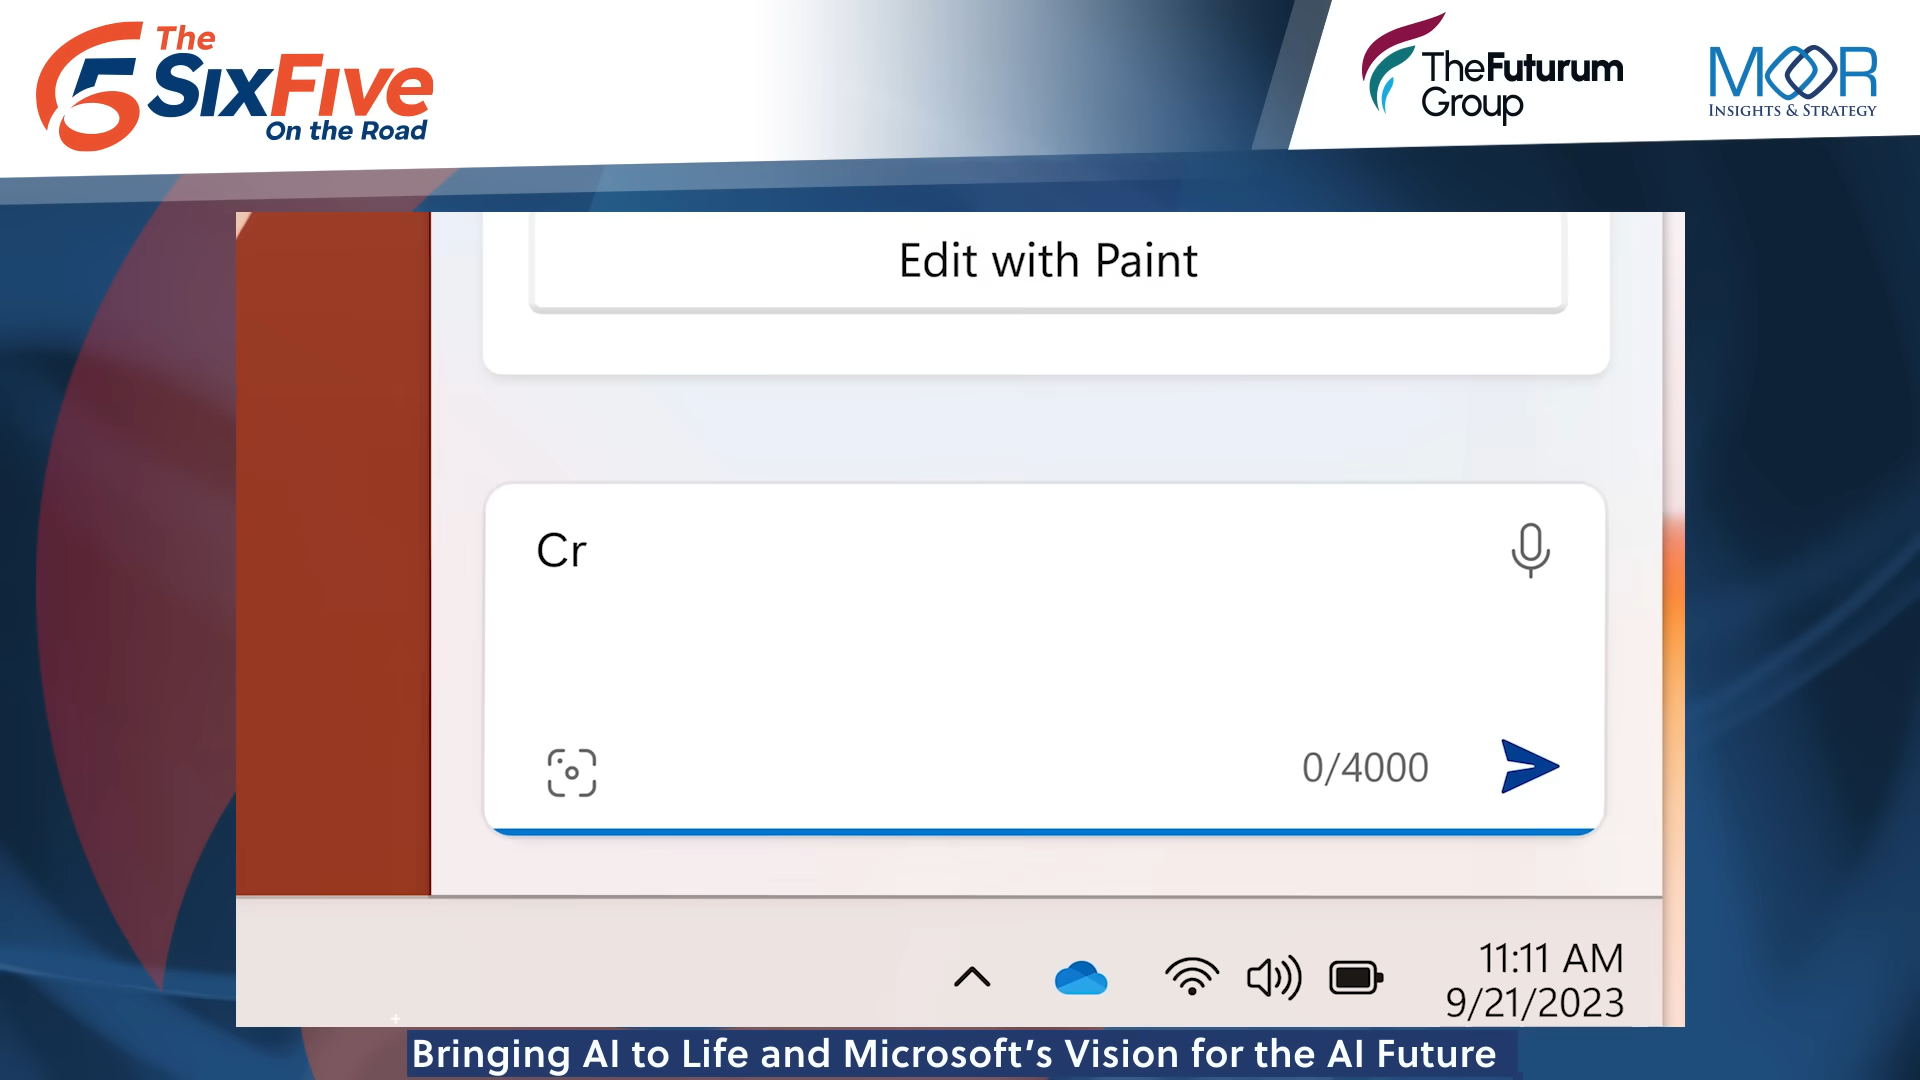 The
SixFive
On the Road
TheFuturum
Group
MOOR
INSIGHTS & STRATEGY
Edit with Paint
Cr
0/4000
11:11 AM
9/21/2023
Bringing AI to Life and Microsoft's Vision for the AI Future